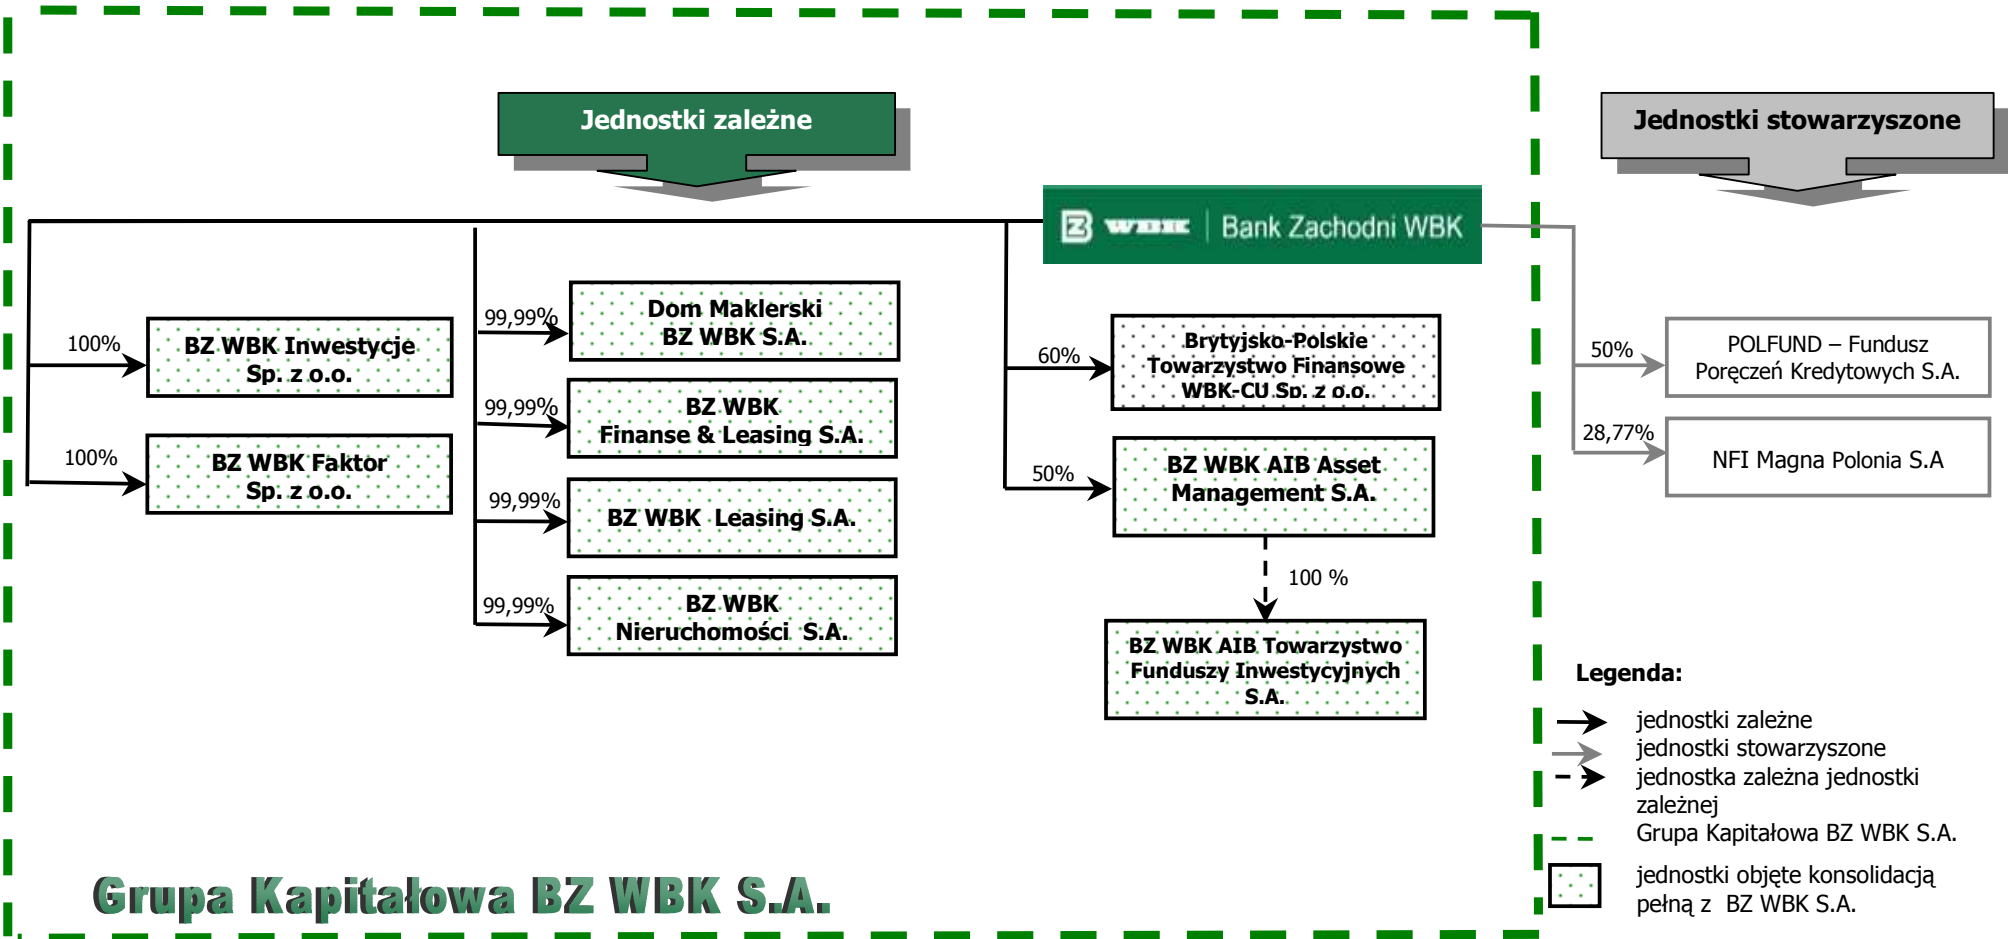 Jednostki zależne
Jednostki stowarzyszone
B WBK | Bank Zachodni WBK
100%
BZ WBK Inwestycje
Sp. z o.o.
100%
BZ WBK Faktor
Sp. z o.o.
99,99%
Dom Maklerski
BZ WBK S.A.
99,99%
BZ WBK
Finanse & Leasing S.A.
99,99%
BZ WBK Leasing S.A.
99,99%
BZ WBK
Nieruchomości S.A.
60%
Brytyjsko-Polskie
Towarzystwo Finansowe
WBK-CU Sp. z o.o.
50%
BZ WBK AIB Asset
Management S.A.
100 %
BZ WBK AIB Towarzystwo
Funduszy Inwestycyjnych
S.A.
50%
POLFUND – Fundusz
Poręczeń Kredytowych S.A.
28,77%
NFI Magna Polonia S.A
Legenda:
jednostki zależne
jednostki stowarzyszone
jednostka zależna jednostki
zależnej
Grupa Kapitałowa BZ WBK S.A.
jednostki objęte konsolidacją
pełną z BZ WBK S.A.
Grupa Kapitałowa BZ WBK S.A.